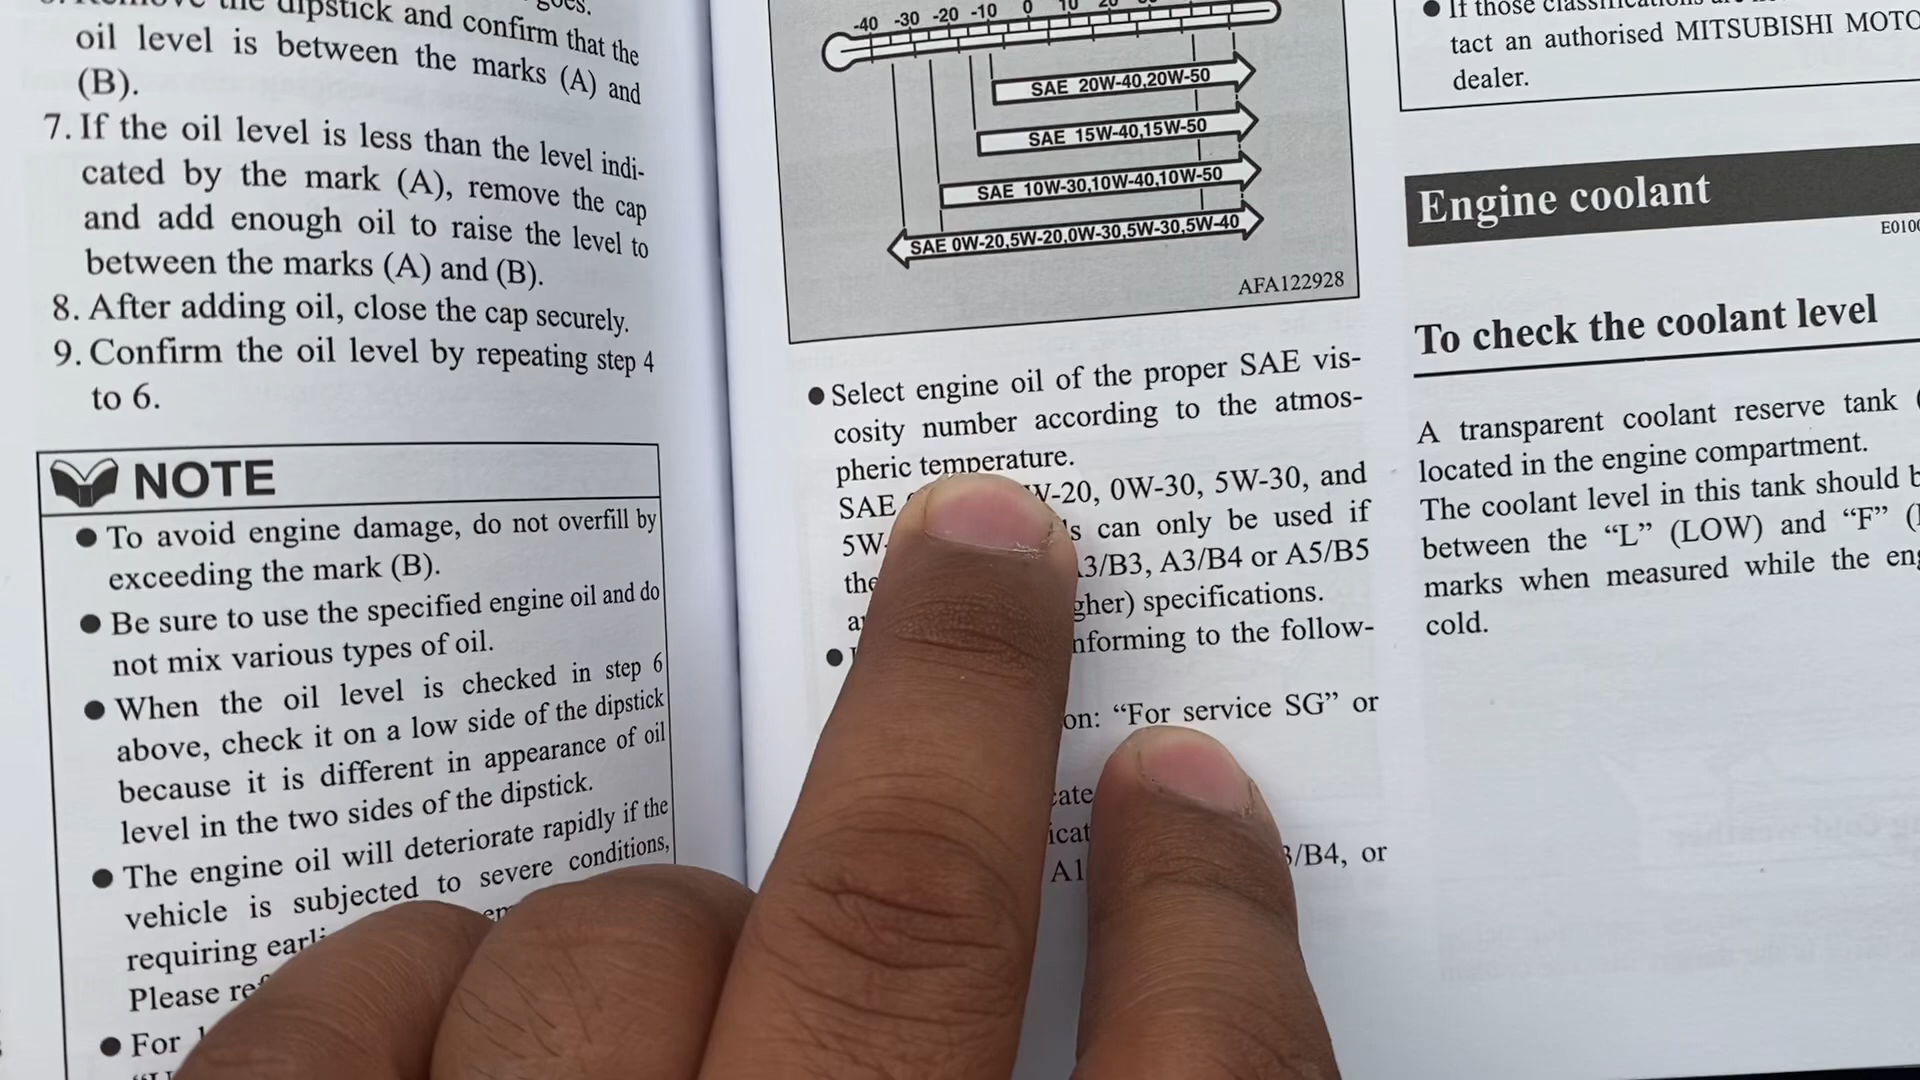 the dipstick and confirm that the
oil level is between the marks (A) and
(B).
7. If the oil level is less than the level indi-
cated by the mark (A), remove the cap
and add enough oil to raise the level to
between the marks (A) and (B).
8. After adding oil, close the cap securely.
9. Confirm the oil level by repeating step 4
to 6.
NOTE
● To avoid engine damage, do not overfill by
exceeding the mark (B).
● Be sure to use the specified engine oil and do
not mix various types of oil.
● When the oil level is checked in step 6
above, check it on a low side of the dipstick
because it is different in appearance of oil
level in the two sides of the dipstick.
● The engine oil will deteriorate rapidly if the
vehicle is subjected to severe conditions,
requiring
Please
● For
-40 -30 -20 -10 0 10 20
SAE 20W-40,20W-50
SAE 15W-40,15W-50
SAE 10W-30,10W-40,10W-50
SAE 0W-20,5W-20,0W-30,5W-30,5W-40
AFA122928
● Select engine oil of the proper SAE vis-
cosity number according to the atmos-
pheric temperature.
SAE W-20, 0W-30, 5W-30, and
5W- can only be used if
the A3/B3, A3/B4 or A5/B5
specifications.
to the follow-
"For service SG" or
A1 /B4, or
● If those
tact an authorised MITSUBISHI MOTO
dealer.
Engine coolant
E010
To check the coolant level
A transparent coolant reserve tank
located in the engine compartment.
The coolant level in this tank should b
between the "L" (LOW) and "F"
marks when measured while the eng
cold.